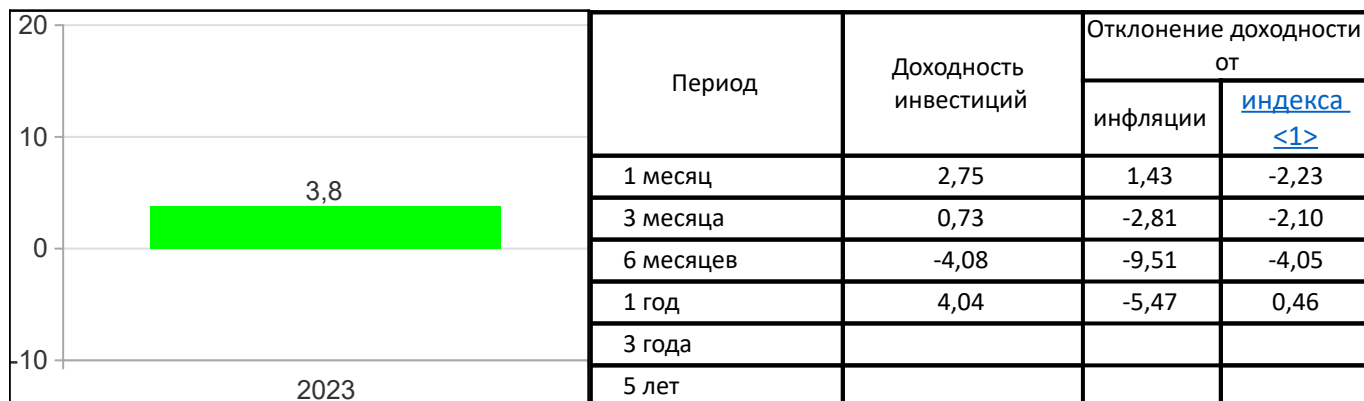 20
10
0
-10
3,8
2023
Период
Доходность
инвестиций
Отклонение доходности
от
инфляции
индекса
<1>
1 месяц 2,75 1,43 -2,23
3 месяца 0,73 -2,81 -2,10
6 месяцев -4,08 -9,51 -4,05
1 год 4,04 -5,47 0,46
3 года
5 лет